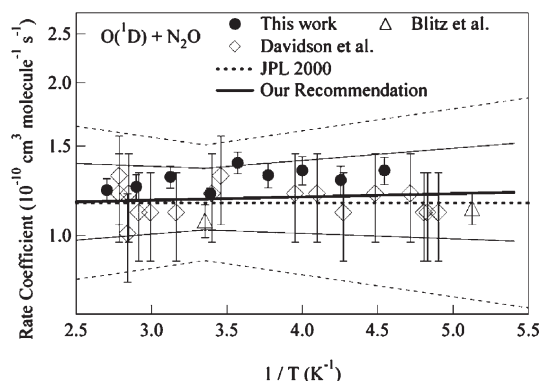 O(¹D) + N₂O
This work
Blitz et al.
Davidson et al.
JPL 2000
Our Recommendation
2.5
2.0
1.5
1.0
Rate Coefficient (10⁻¹⁰ cm³ molecule⁻¹ s⁻¹)
2.5 3.0 3.5 4.0 4.5 5.0 5.5
1 / T (K⁻¹)